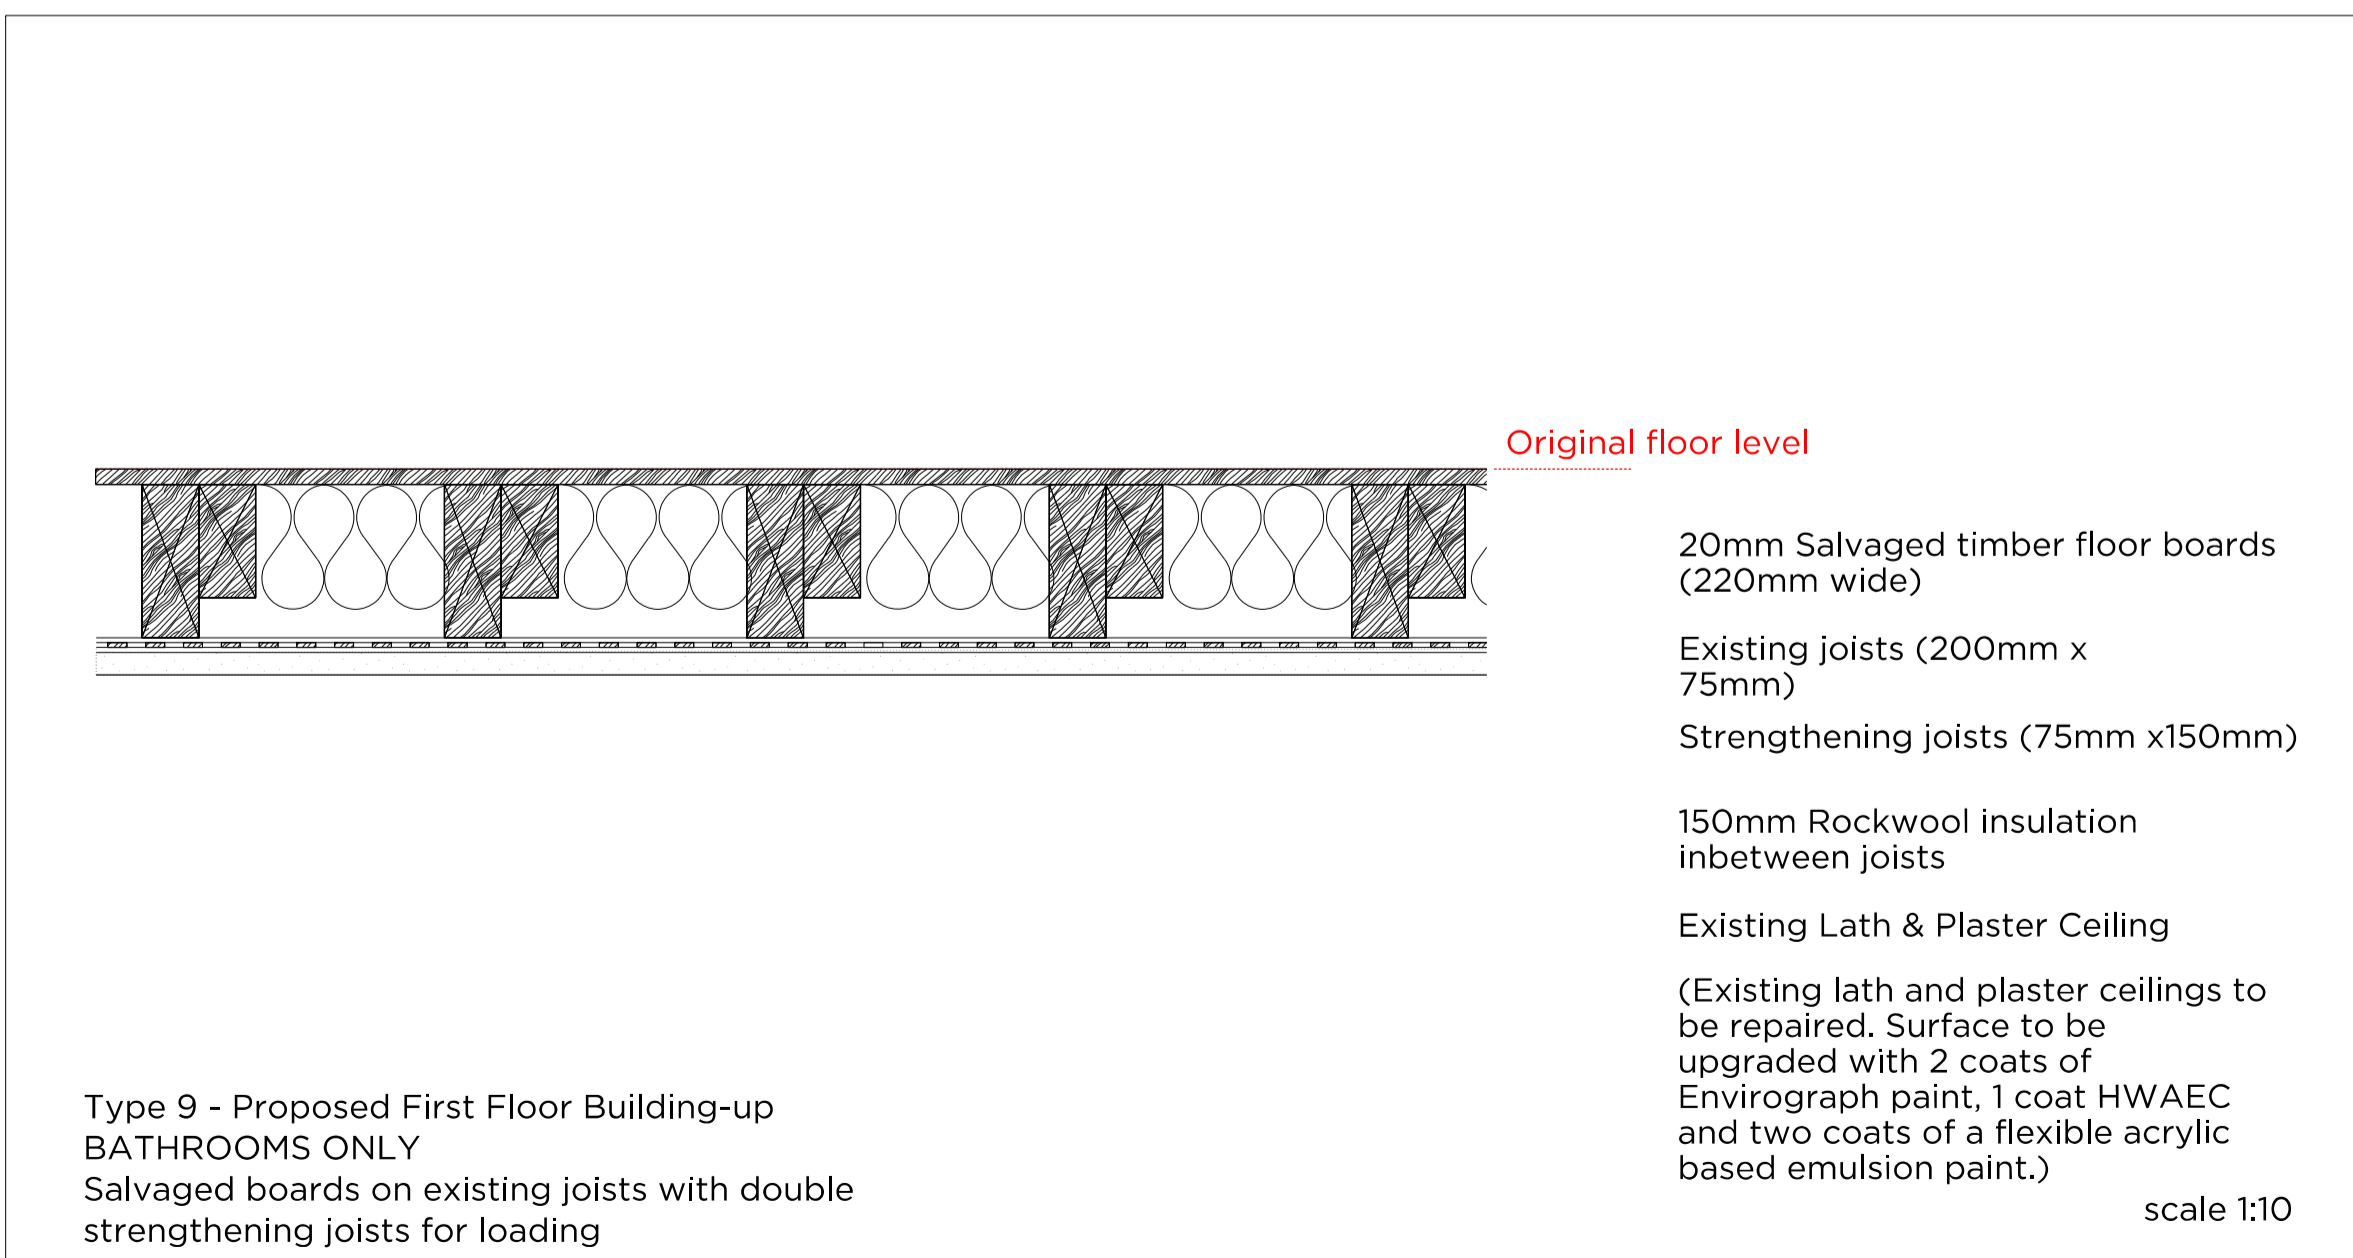 Original floor level
20mm Salvaged timber floor boards
(220mm wide)
Existing joists (200mm x
75mm)
Strengthening joists (75mm x150mm)
150mm Rockwool insulation
inbetween joists
Existing Lath & Plaster Ceiling
(Existing lath and plaster ceilings to
be repaired. Surface to be
upgraded with 2 coats of
Envirograph paint, 1 coat HWAEC
and two coats of a flexible acrylic
based emulsion paint.)
Type 9 - Proposed First Floor Building-up
BATHROOMS ONLY
Salvaged boards on existing joists with double
strengthening joists for loading
scale 1:10